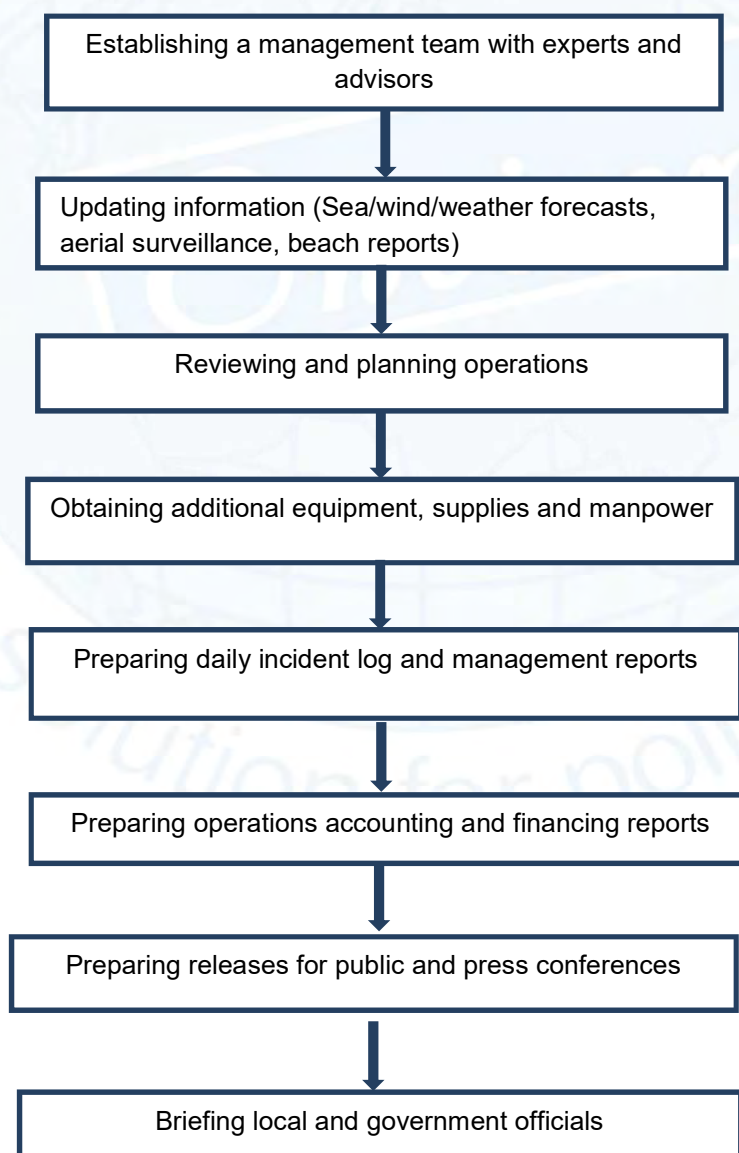 Establishing a management team with experts and
advisors
Updating information (Sea/wind/weather forecasts,
aerial surveillance, beach reports)
Reviewing and planning operations
Obtaining additional equipment, supplies and manpower
Preparing daily incident log and management reports
Preparing operations accounting and financing reports
Preparing releases for public and press conferences
Briefing local and government officials